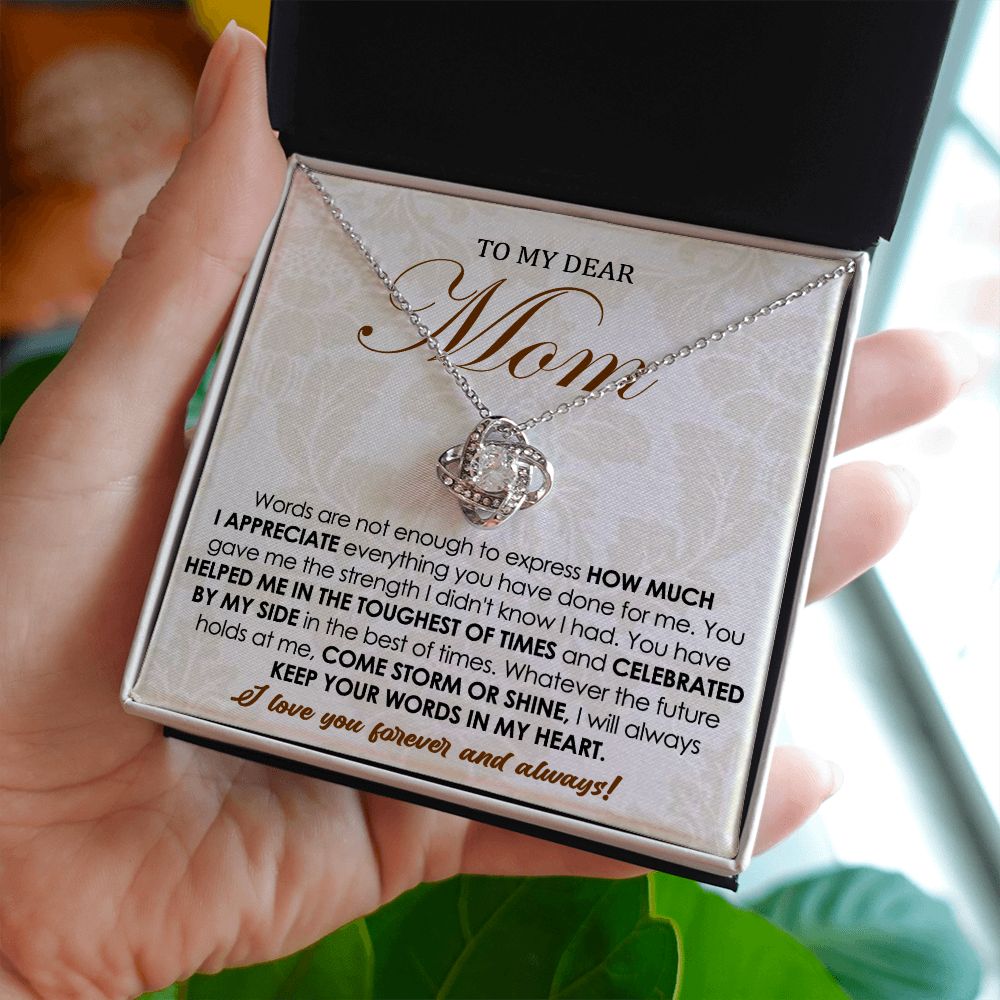 TO MY DEAR
Mom
Words are not enough to express HOW MUCH
I APPRECIATE everything you have done for me. You
gave me the strength I didn't know I had. You have
HELPED ME IN THE TOUGHEST OF TIMES and CELEBRATED
BY MY SIDE in the best of times. Whatever the future
holds at me, COME STORM OR SHINE, I will always
KEEP YOUR WORDS IN MY HEART.
I love you forever and always!